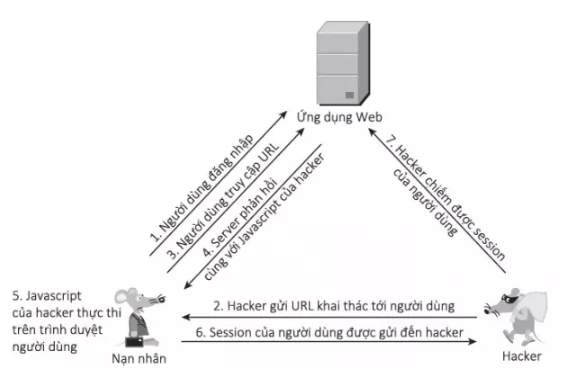 Ứng dụng Web
1. Người dùng đăng nhập
3. Người dùng truy cập URL
4. Server phản hồi
cùng với Javascript của hacker
7. Hacker chiếm được session
của người dùng
5. Javascript
của hacker thực thi
trên trình duyệt
người dùng
2. Hacker gửi URL khai thác tới người dùng
6. Session của người dùng được gửi đến hacker
Nạn nhân
Hacker